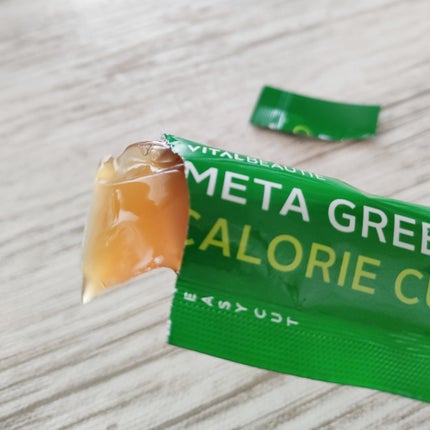 VITALBEAUTIE
META GREE
CALORIE CU
EASY CUT